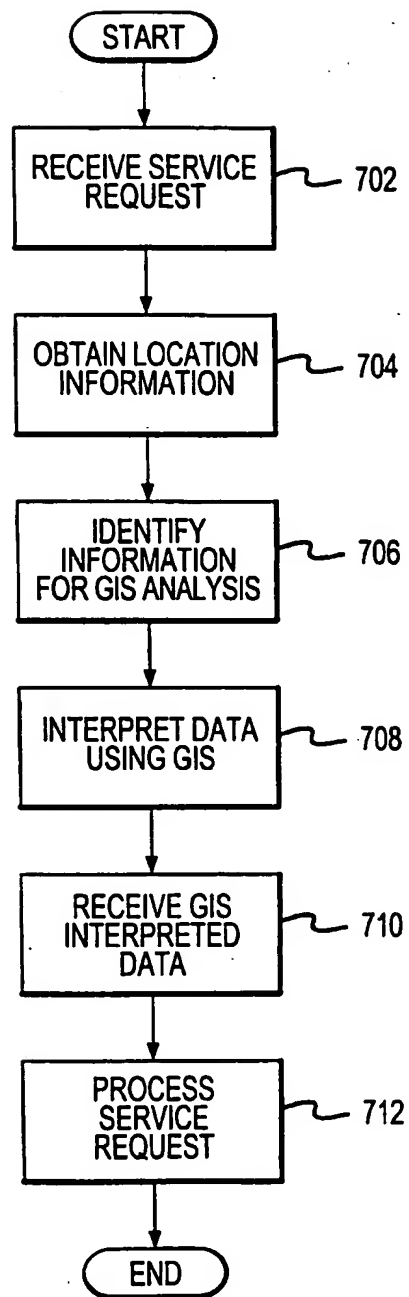 START
RECEIVE SERVICE
REQUEST
702
OBTAIN LOCATION
INFORMATION
704
IDENTIFY
INFORMATION
FOR GIS ANALYSIS
706
INTERPRET DATA
USING GIS
708
RECEIVE GIS
INTERPRETED
DATA
710
PROCESS
SERVICE
REQUEST
712
END